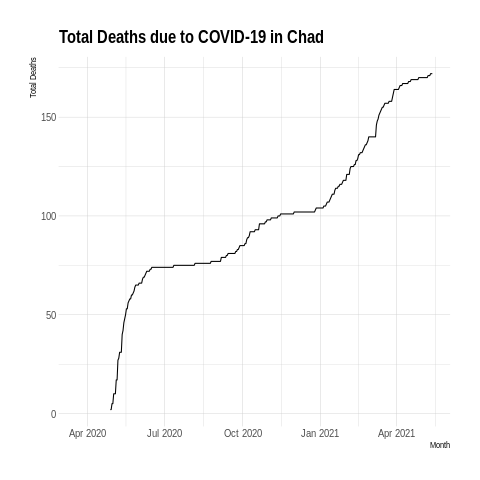 Total Deaths due to COVID-19 in Chad
Total Deaths
150
100
50
0
Apr 2020 Jul 2020 Oct 2020 Jan 2021 Apr 2021
Month